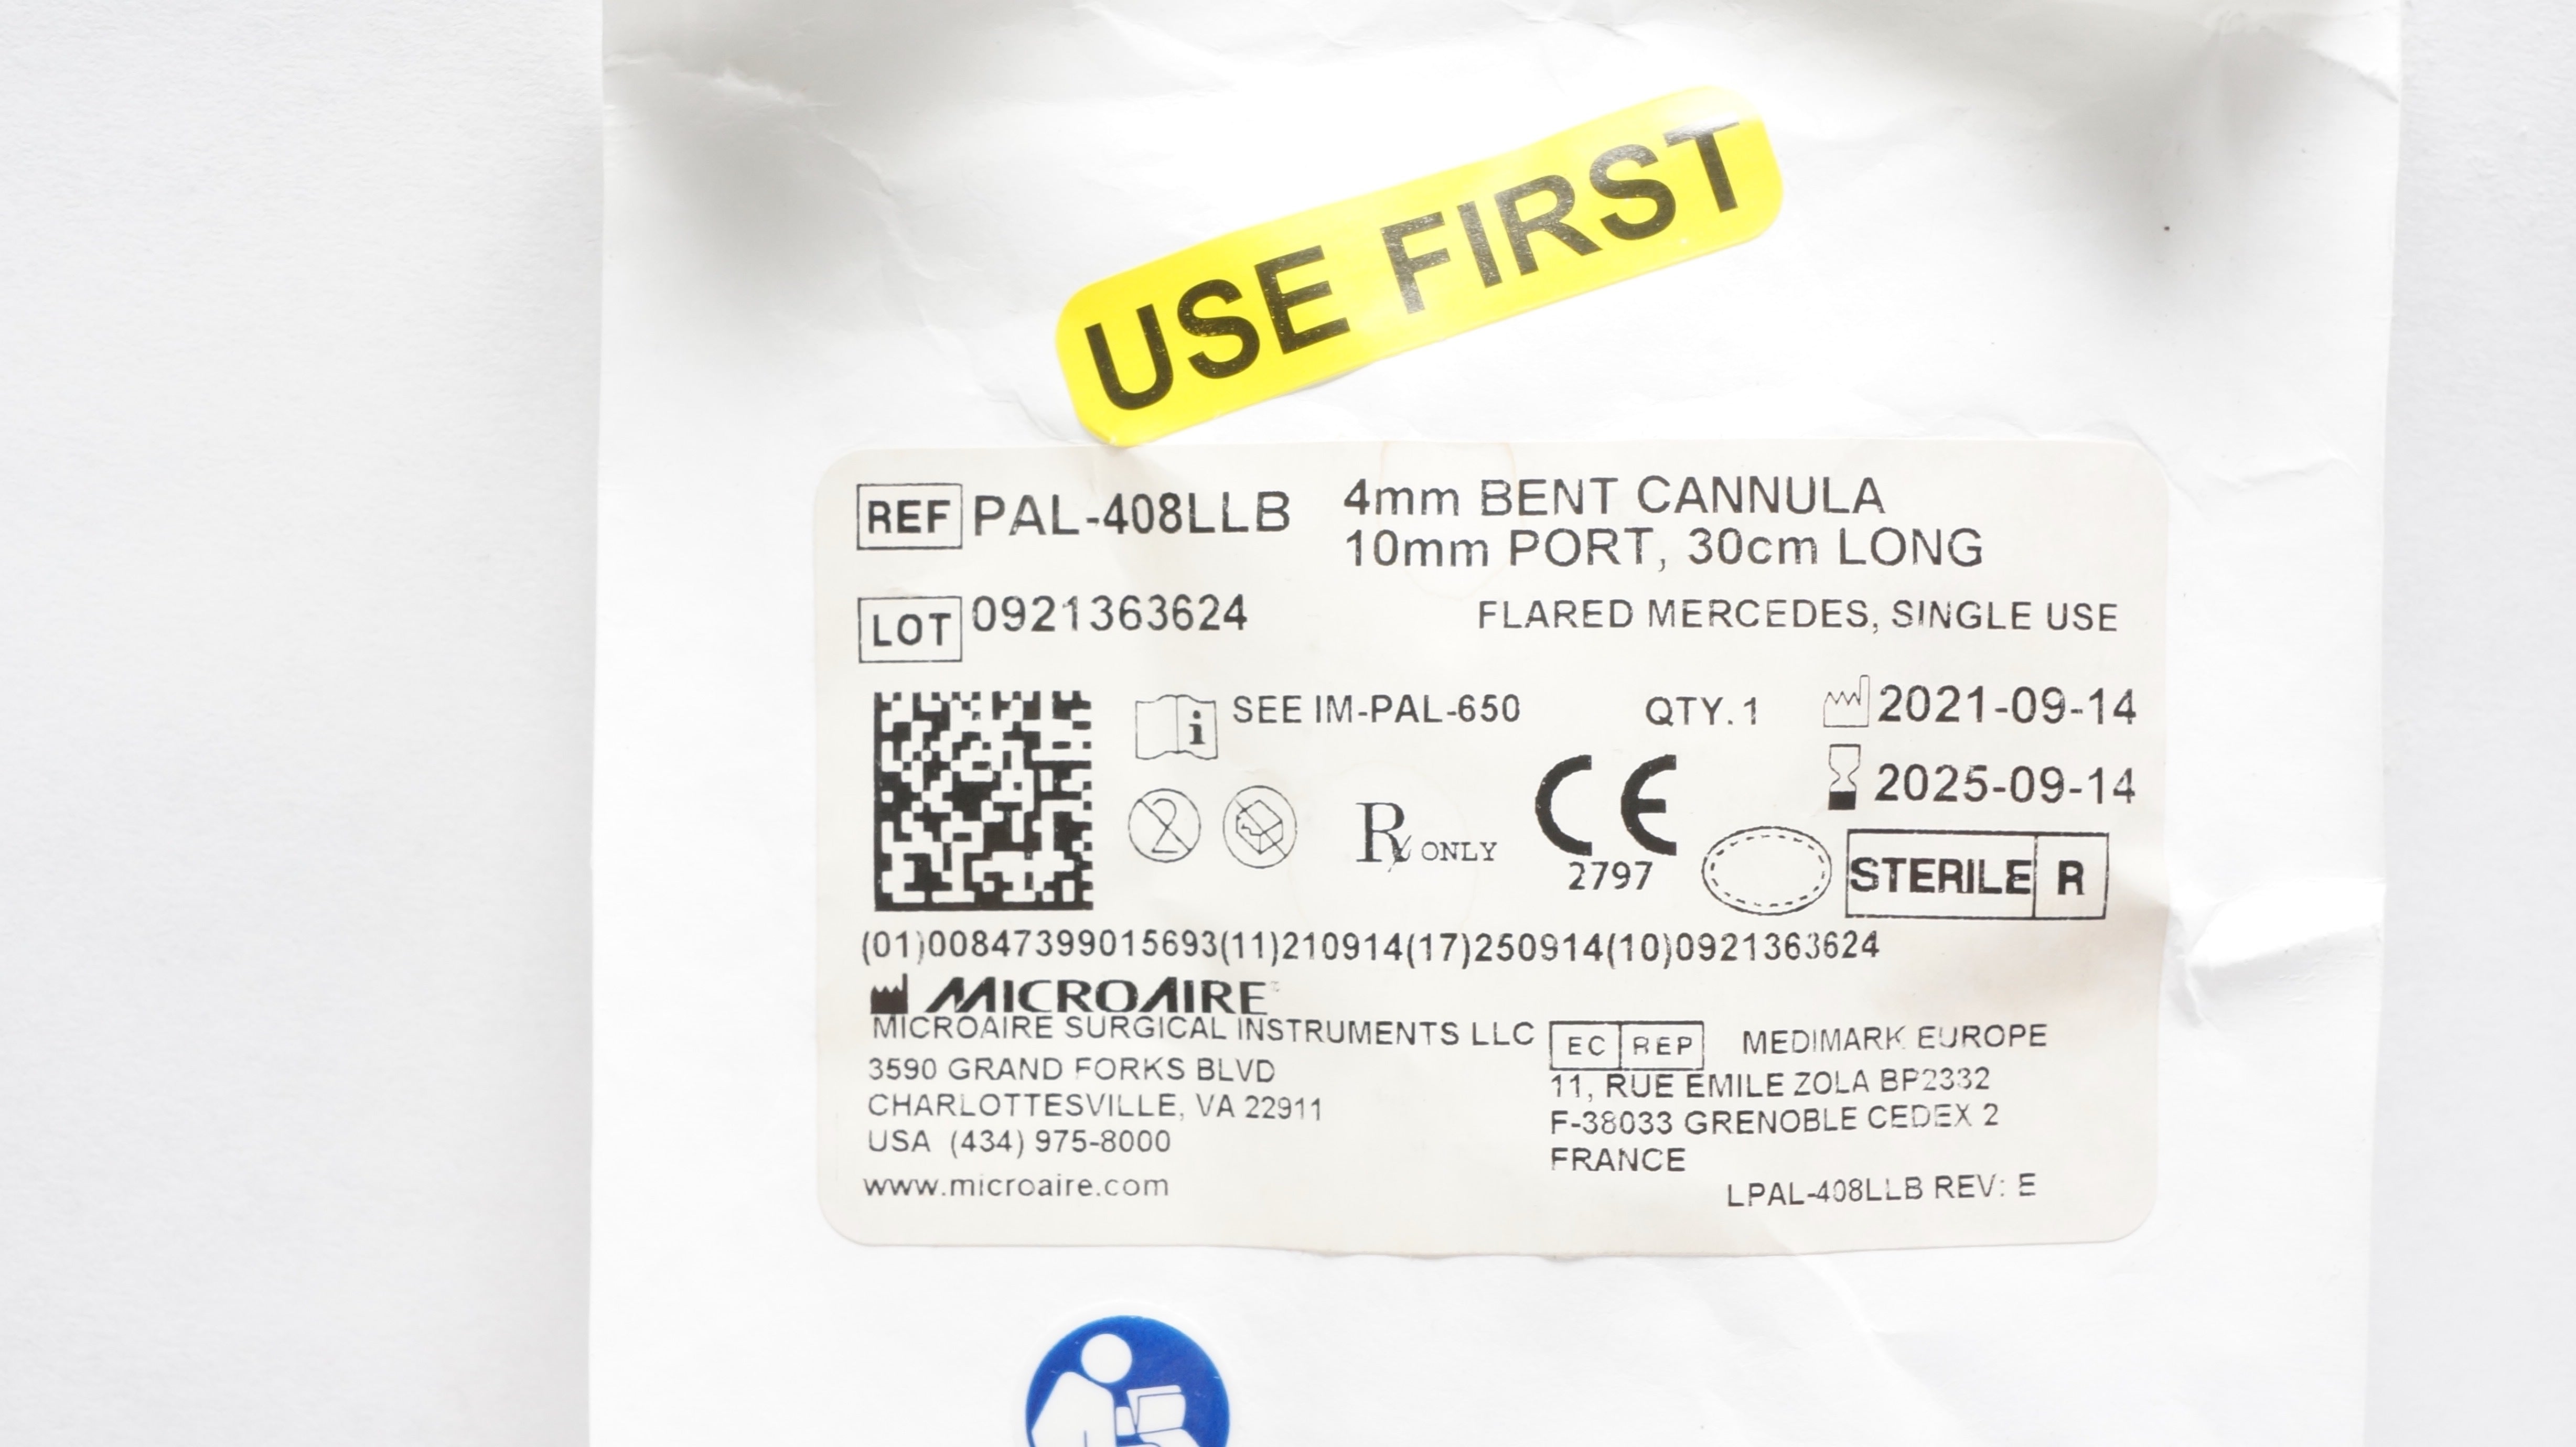 USE FIRST
REF PAL-408LLB 4mm BENT CANNULA
10mm PORT, 30cm LONG
LOT 0921363624 FLARED MERCEDES, SINGLE USE
i SEE IM-PAL-650 QTY.1 2021-09-14
2025-09-14
2 Rx ONLY CE
2797
STERILE R
(01)00847399015693(11)210914(17)250914(10)0921363624
MICROAIRE
MICROAIRE SURGICAL INSTRUMENTS LLC
3590 GRAND FORKS BLVD
CHARLOTTESVILLE, VA 22911
USA (434) 975-8000
www.microaire.com
EC REP MEDIMARK EUROPE
11, RUE EMILE ZOLA BP2332
F-38033 GRENOBLE CEDEX 2
FRANCE
LPAL-408LLB REV: E